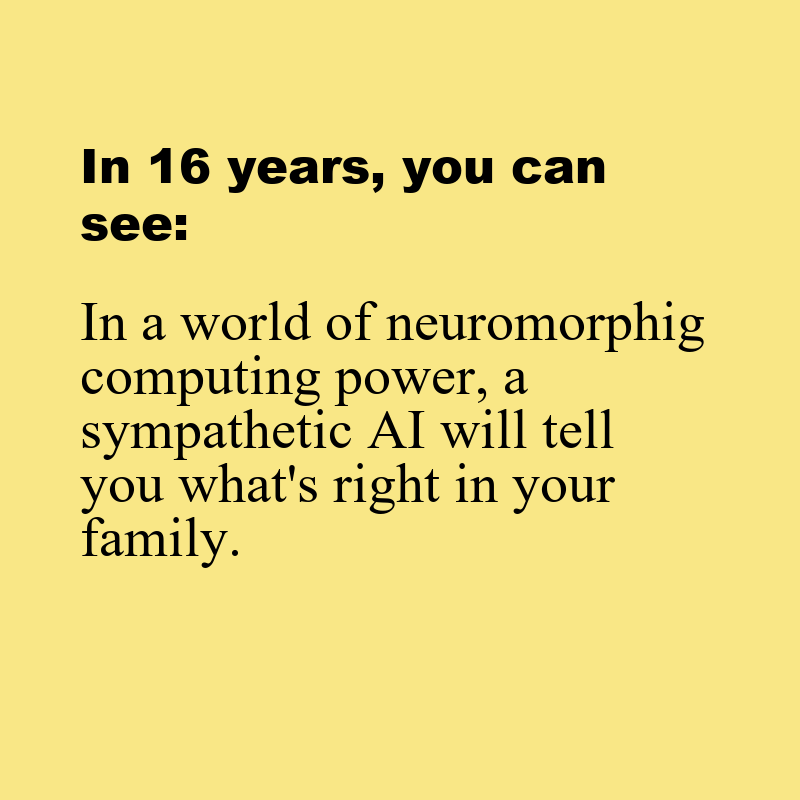 In 16 years, you can
see:
In a world of neuromorphig
computing power, a
sympathetic AI will tell
you what's right in your
family.